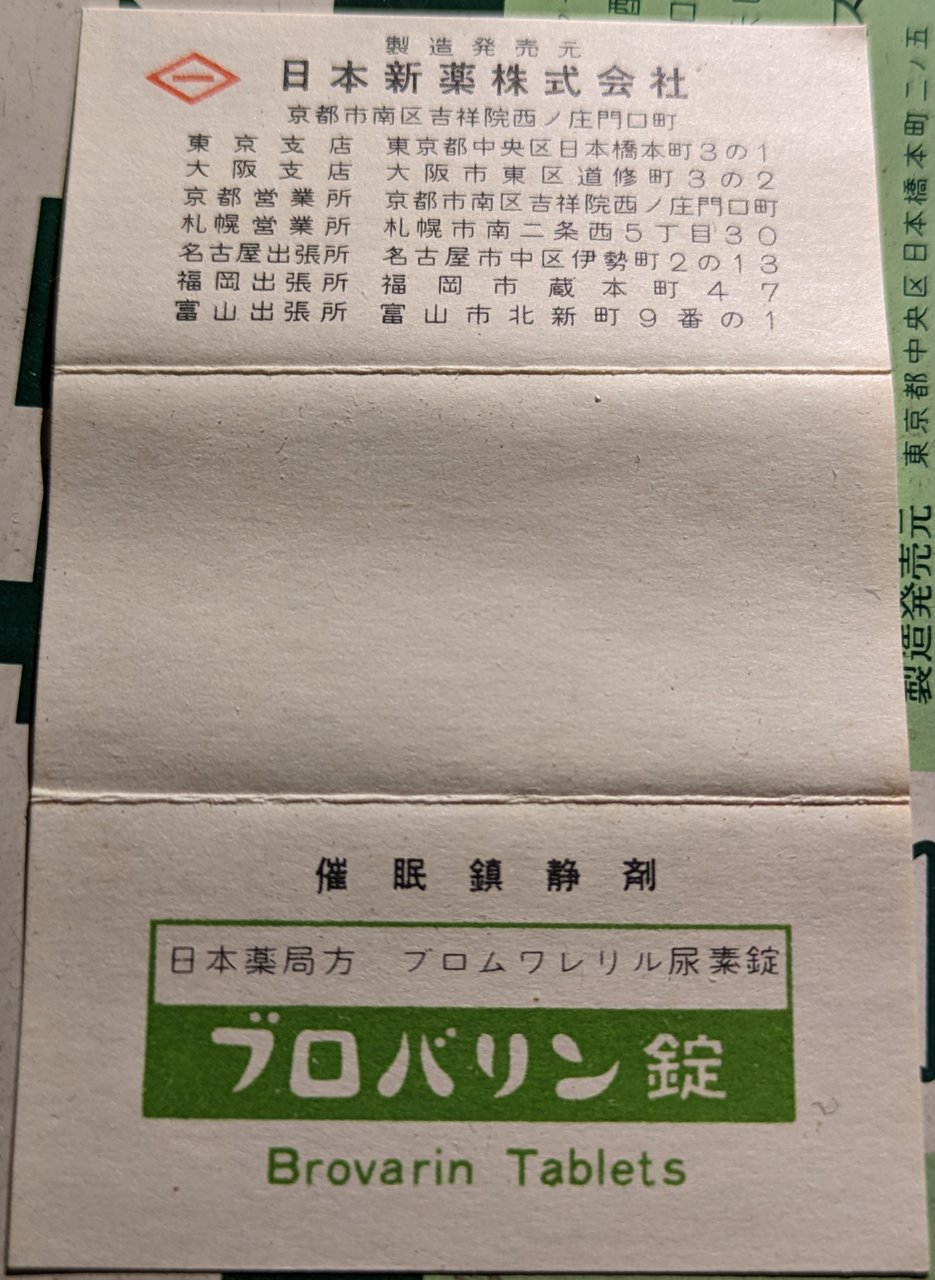 製造発売元
日本新薬株式会社
京都市南区吉祥院西ノ庄門口町
東京支店 東京都中央区日本橋本町3の1
大阪支店 大阪市東区道修町3の2
京都営業所 京都市南区吉祥院西ノ庄門口町
札幌営業所 札幌市南二条西5丁目30
名古屋出張所 名古屋市中区伊勢町2の13
福岡出張所 福岡市蔵本町47
富山出張所 富山市北新町9番の1
催眠鎮静剤
日本薬局方 ブロムワレリル尿素錠
ブロバリン錠
Brovarin Tablets
製造発売元 東京都中央区日本橋本町二ノ五